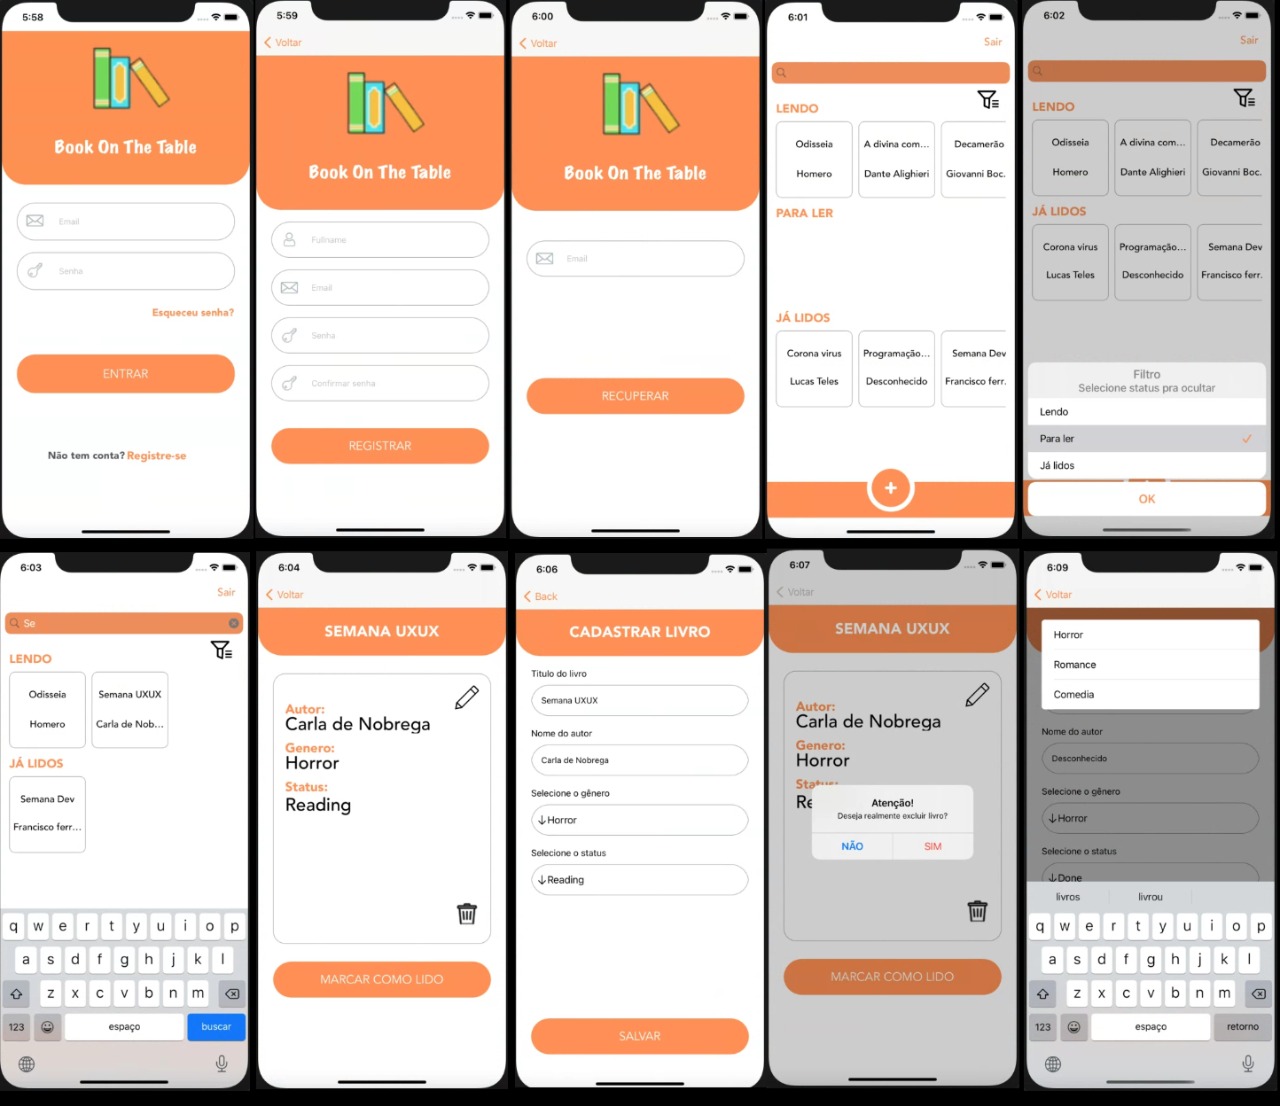 5:58
Book On The Table
Email
Senha
Esqueceu senha?
ENTRAR
Não tem conta? Registre-se
5:59
Voltar
Book On The Table
Fullname
Email
Senha
Confirmar senha
REGISTRAR
6:00
Voltar
Book On The Table
Email
RECUPERAR
6:01
Sair
LENDO
Odisseia
A divina com...
Decamerão
Homero
Dante Alighieri
Giovanni Boc.
PARA LER
JÁ LIDOS
Corona virus
Programação...
Semana Dev
Lucas Teles
Desconhecido
Francisco ferr.
+
6:02
Sair
LENDO
Odisseia
A divina com...
Decamerão
Homero
Dante Alighieri
Giovanni Boc.
JÁ LIDOS
Corona virus
Programação...
Semana Dev
Lucas Teles
Desconhecido
Francisco ferr.
Filtro
Selecione status pra ocultar
Lendo
Para ler
Já lidos
OK
6:03
Sair
Se
LENDO
Odisseia
Semana UXUX
Homero
Carla de Nob...
JÁ LIDOS
Semana Dev
Francisco ferr...
q w e r t y u i o p
a s d f g h j k l
z x c v b n m
123
espaço
buscar
6:04
Voltar
SEMANA UXUX
Autor:
Carla de Nobrega
Genero:
Horror
Status:
Reading
MARCAR COMO LIDO
6:06
Back
CADASTRAR LIVRO
Titulo do livro
Semana UXUX
Nome do autor
Carla de Nobrega
Selecione o gênero
↓Horror
Selecione o status
↓Reading
SALVAR
6:07
Voltar
SEMANA UXUX
Autor:
Carla de Nobrega
Genero:
Horror
Status:
Re
Atenção!
Deseja realmente excluir livro?
NÃO
SIM
MARCAR COMO LIDO
6:09
Voltar
Horror
Romance
Comedia
Nome do autor
Desconhecido
Selecione o gênero
↓Horror
Selecione o status
↓Done
livros
livrou
q w e r t y u i o p
a s d f g h j k l
z x c v b n m
123
espaço
retorno